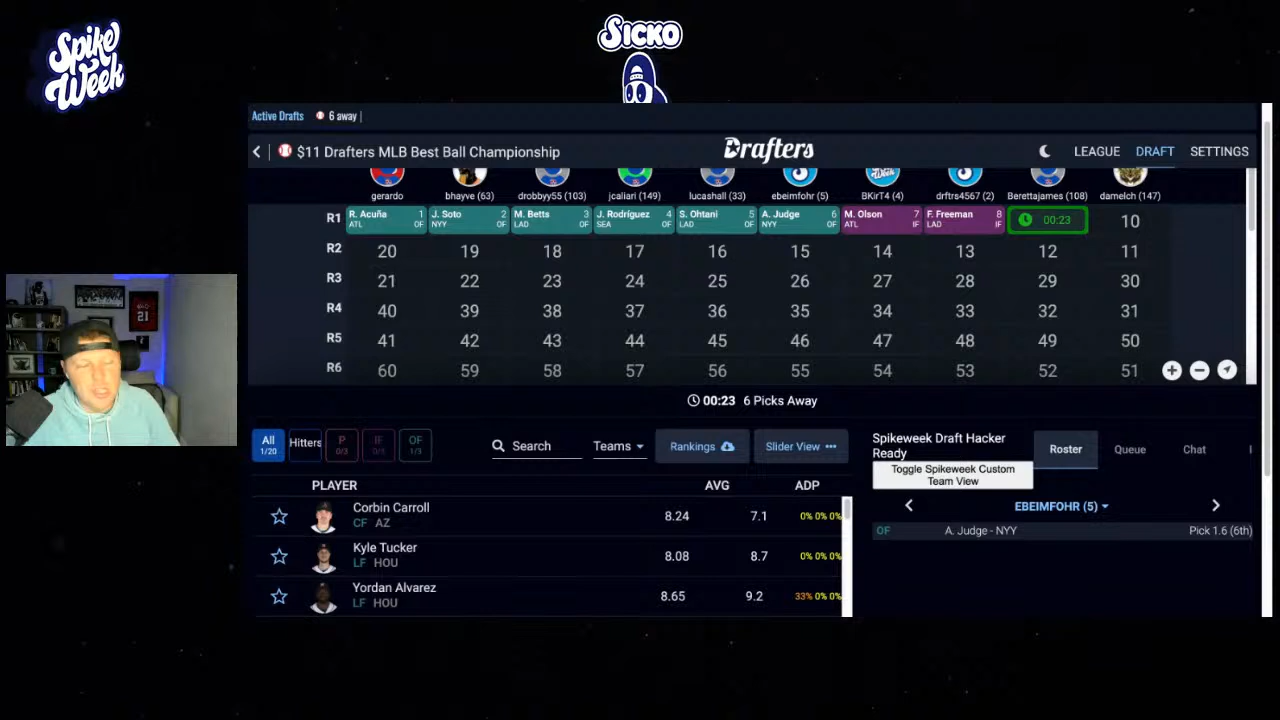 Spike Week
SICKO
21
Active Drafts 6 away
$11 Drafters MLB Best Ball Championship
Drafters
LEAGUE DRAFT SETTINGS
gerardo bhayve (63) drobbyy55 (103) jcaliari (149) lucashall (33) ebeimfohr (5) BKirT4 (4) drftrs4567 (2) Berettajames (108) damelch (147)
R1 R. Acuña 1 J. Soto 2 M. Betts 3 J. Rodríguez 4 S. Ohtani 5 A. Judge 6 M. Olson 7 F. Freeman 8 00:23 10
ATL OF NYY OF LAD OF SEA OF LAD OF NYY OF ATL IF LAD IF
R2 20 19 18 17 16 15 14 13 12 11
R3 21 22 23 24 25 26 27 28 29 30
R4 40 39 38 37 36 35 34 33 32 31
R5 41 42 43 44 45 46 47 48 49 50
R6 60 59 58 57 56 55 54 53 52 51
00:23 6 Picks Away
All Hitters P IF OF Search Teams Rankings Slider View
1/20 0/3 0/3 1/3
Spikeweek Draft Hacker
Ready
Toggle Spikeweek Custom
Team View
Roster Queue Chat
PLAYER AVG ADP
EBEIMFOHR (5)
OF A. Judge - NYY Pick 1.6 (6th)
Corbin Carroll
CF AZ 8.24 7.1 0% 0% 0%
Kyle Tucker
LF HOU 8.08 8.7 0% 0% 0%
Yordan Alvarez
LF HOU 8.65 9.2 33% 0% 0%